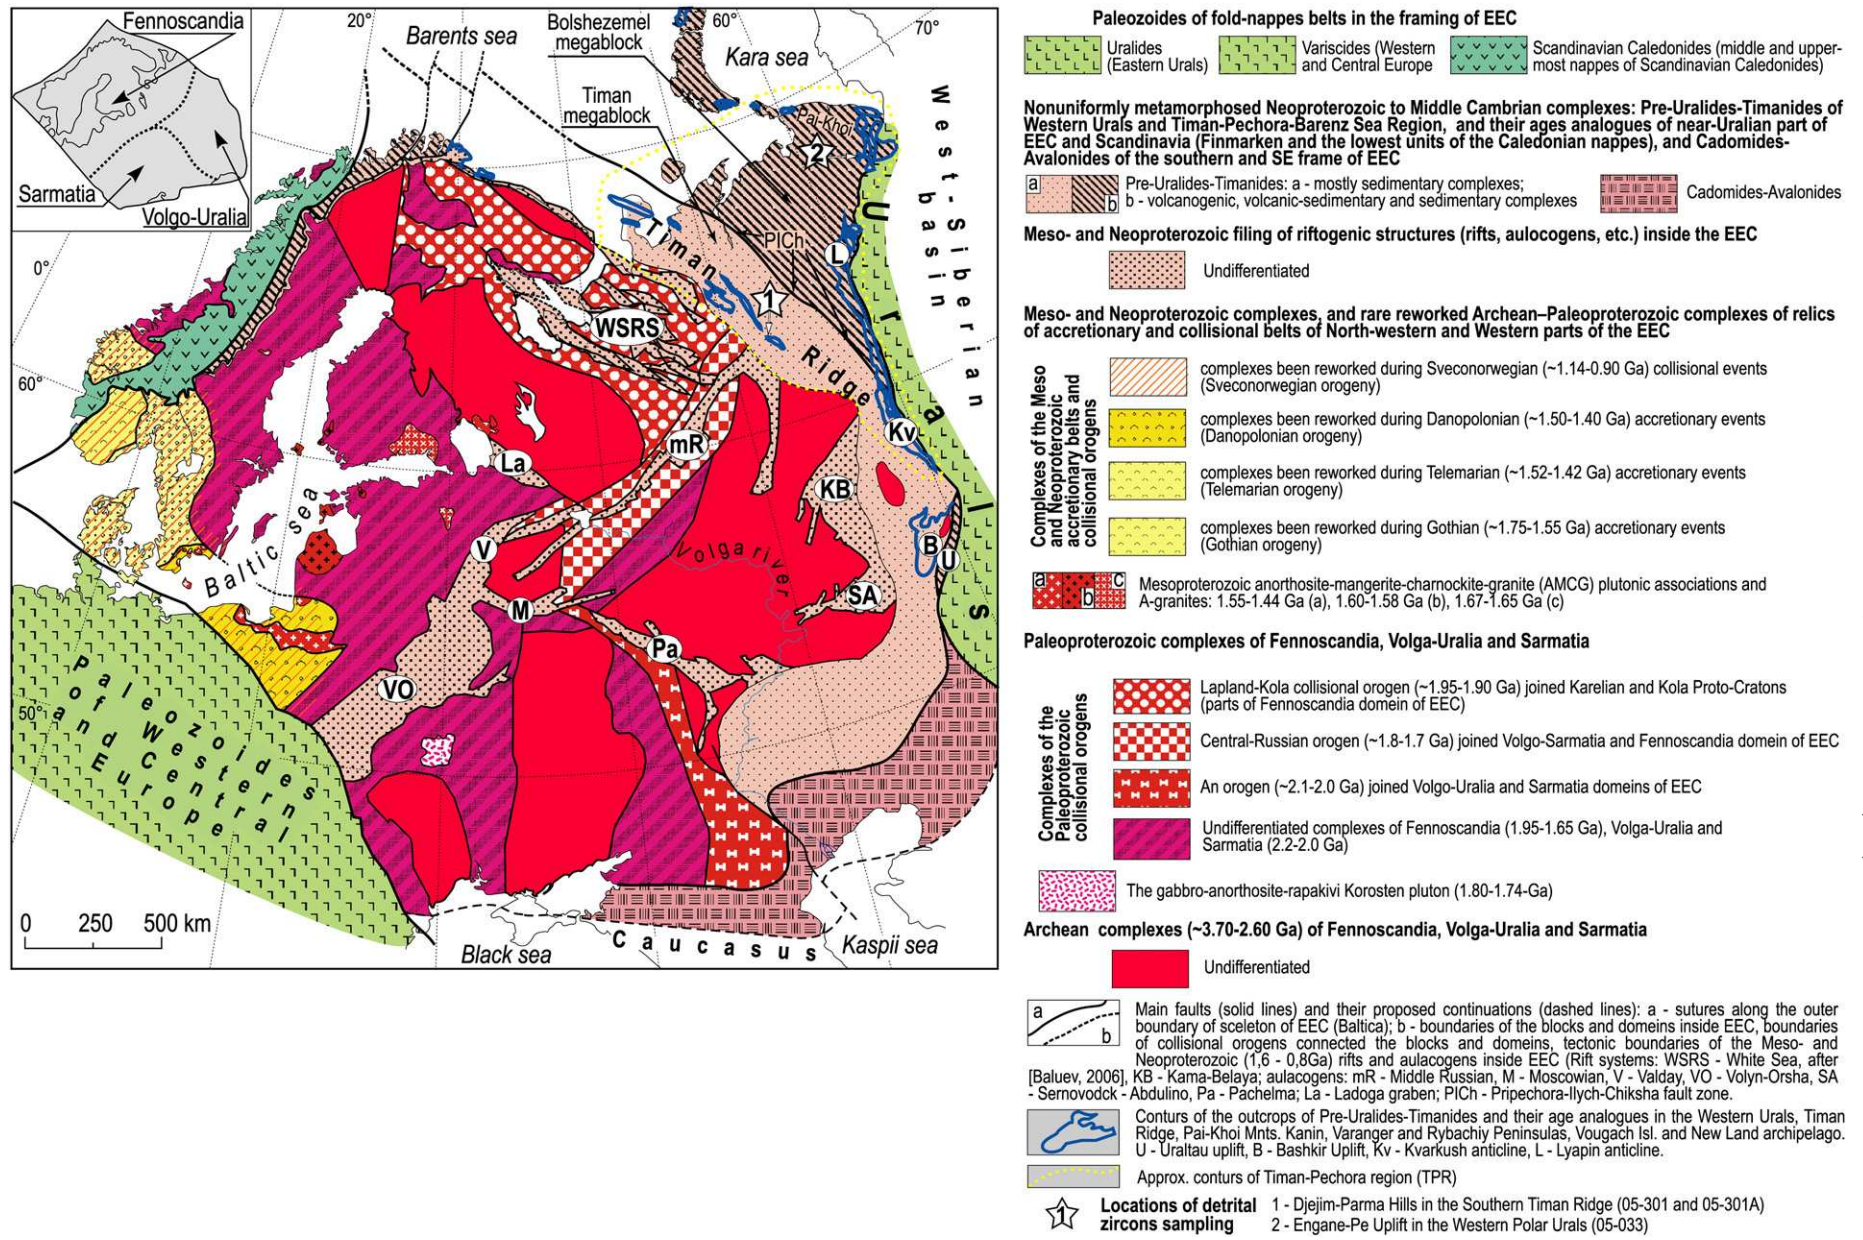 Fennoscandia
Sarmatia
Volgo-Uralia
20°
Barents sea
Bolshezemel
megablock
60°
Kara sea
70°
Timan
megablock
Pai-Khoi
2
West-Siberian
basin
0°
60°
50°
Timan
Ridge
PICh
1
L
Urals
WSRS
Kv
mR
La
KB
B
U
V
M
SA
Pa
VO
Volga river
Baltic sea
Paleozoides
of Western
and Central
Europe
0 250 500 km
Black sea
Caucasus
Kaspii sea
Paleozoides of fold-nappes belts in the framing of EEC
Uralides
(Eastern Urals)
Variscides (Western
and Central Europe
Scandinavian Caledonides (middle and upper-
most nappes of Scandinavian Caledonides)
Nonuniformly metamorphosed Neoproterozoic to Middle Cambrian complexes: Pre-Uralides-Timanides of
Western Urals and Timan-Pechora-Barenz Sea Region, and their ages analogues of near-Uralian part of
EEC and Scandinavia (Finmarken and the lowest units of the Caledonian nappes), and Cadomides-
Avalonides of the southern and SE frame of EEC
a
b
Pre-Uralides-Timanides: a - mostly sedimentary complexes;
b - volcanogenic, volcanic-sedimentary and sedimentary complexes
Cadomides-Avalonides
Meso- and Neoproterozoic filing of riftogenic structures (rifts, aulocogens, etc.) inside the EEC
Undifferentiated
Meso- and Neoproterozoic complexes, and rare reworked Archean–Paleoproterozoic complexes of relics
of accretionary and collisional belts of North-western and Western parts of the EEC
Complexes of the Meso
and Neoproterozoic
accretionary belts and
collisional orogens
complexes been reworked during Sveconorwegian (~1.14-0.90 Ga) collisional events
(Sveconorwegian orogeny)
complexes been reworked during Danopolonian (~1.50-1.40 Ga) accretionary events
(Danopolonian orogeny)
complexes been reworked during Telemarian (~1.52-1.42 Ga) accretionary events
(Telemarian orogeny)
complexes been reworked during Gothian (~1.75-1.55 Ga) accretionary events
(Gothian orogeny)
a
b
c
Mesoproterozoic anorthosite-mangerite-charnockite-granite (AMCG) plutonic associations and
A-granites: 1.55-1.44 Ga (a), 1.60-1.58 Ga (b), 1.67-1.65 Ga (c)
Paleoproterozoic complexes of Fennoscandia, Volga-Uralia and Sarmatia
Complexes of the
Paleoproterozoic
collisional orogens
Lapland-Kola collisional orogen (~1.95-1.90 Ga) joined Karelian and Kola Proto-Cratons
(parts of Fennoscandia domein of EEC)
Central-Russian orogen (~1.8-1.7 Ga) joined Volgo-Sarmatia and Fennoscandia domein of EEC
An orogen (~2.1-2.0 Ga) joined Volgo-Uralia and Sarmatia domeins of EEC
Undifferentiated complexes of Fennoscandia (1.95-1.65 Ga), Volga-Uralia and
Sarmatia (2.2-2.0 Ga)
The gabbro-anorthosite-rapakivi Korosten pluton (1.80-1.74-Ga)
Archean complexes (~3.70-2.60 Ga) of Fennoscandia, Volga-Uralia and Sarmatia
Undifferentiated
a
b
Main faults (solid lines) and their proposed continuations (dashed lines): a - sutures along the outer
boundary of sceleton of EEC (Baltica); b - boundaries of the blocks and domeins inside EEC, boundaries
of collisional orogens connected the blocks and domeins, tectonic boundaries of the Meso- and
Neoproterozoic (1,6 - 0,8Ga) rifts and aulacogens inside EEC (Rift systems: WSRS - White Sea, after
[Baluev, 2006], KB - Kama-Belaya; aulacogens: mR - Middle Russian, M - Moscowian, V - Valday, VO - Volyn-Orsha, SA
- Sernovodck - Abdulino, Pa - Pachelma; La - Ladoga graben; PICh - Pripechora-Ilych-Chiksha fault zone.
Conturs of the outcrops of Pre-Uralides-Timanides and their age analogues in the Western Urals, Timan
Ridge, Pai-Khoi Mnts. Kanin, Varanger and Rybachiy Peninsulas, Vougach Isl. and New Land archipelago.
U - Uraltau uplift, B - Bashkir Uplift, Kv - Kvarkush anticline, L - Lyapin anticline.
Approx. conturs of Timan-Pechora region (TPR)
1
Locations of detrital
zircons sampling
1 - Djejim-Parma Hills in the Southern Timan Ridge (05-301 and 05-301A)
2 - Engane-Pe Uplift in the Western Polar Urals (05-033)